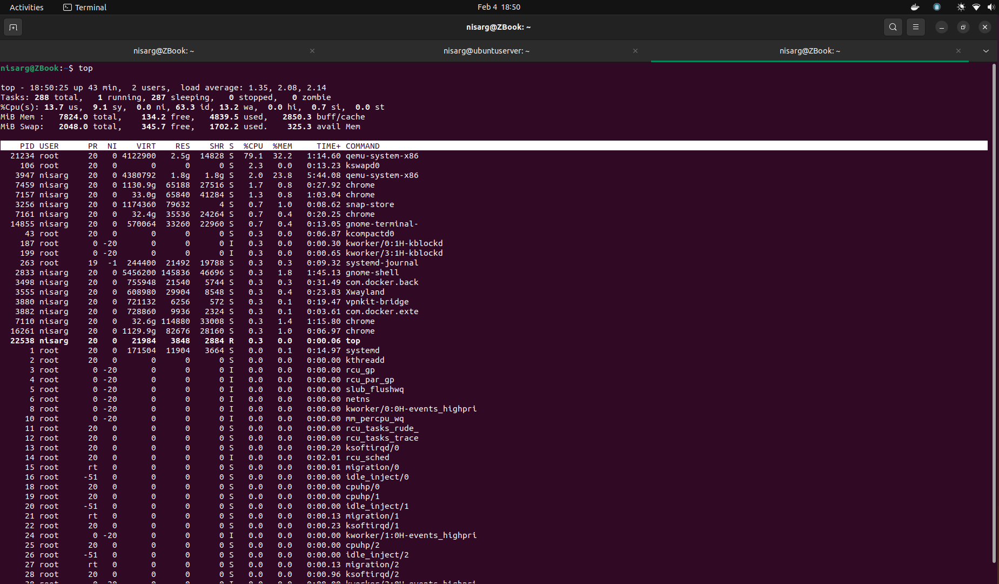 Activities Terminal Feb 4 18:50
nisarg@ZBook: ~
nisarg@ZBook: ~ nisarg@ubuntuserver: ~ nisarg@ZBook: ~
nisarg@ZBook:~$ top
top - 18:50:25 up 43 min,  2 users,  load average: 1.35, 2.08, 2.14
Tasks: 288 total,   1 running, 287 sleeping,   0 stopped,   0 zombie
%Cpu(s): 13.7 us,  9.1 sy,  0.0 ni, 63.3 id, 13.2 wa,  0.0 hi,  0.7 si,  0.0 st
MiB Mem :   7824.0 total,    134.2 free,   4839.5 used,   2850.3 buff/cache
MiB Swap:   2048.0 total,    345.7 free,   1702.2 used.    325.3 avail Mem
PID USER PR NI VIRT RES SHR S %CPU %MEM TIME+ COMMAND
21234 root 20 0 4122900 2.5g 14828 S 79.1 32.2 1:14.60 qemu-system-x86
106 root 20 0 0 0 0 S 2.3 0.0 0:13.23 kswapd0
3947 nisarg 20 0 4380792 1.8g 1.8g S 2.0 23.8 5:44.08 qemu-system-x86
7459 nisarg 20 0 1130.9g 65188 27516 S 1.7 0.8 0:27.92 chrome
7157 nisarg 20 0 33.0g 65840 41284 S 1.3 0.8 1:03.04 chrome
3256 nisarg 20 0 1174360 79632 4 S 0.7 1.0 0:08.62 snap-store
7161 nisarg 20 0 32.4g 35536 24264 S 0.7 0.4 0:20.25 chrome
14855 nisarg 20 0 570064 33260 22960 S 0.7 0.4 0:13.05 gnome-terminal-
43 root 20 0 0 0 0 S 0.3 0.0 0:06.87 kcompactd0
187 root 0 -20 0 0 0 I 0.3 0.0 0:00.30 kworker/0:1H-kblockd
199 root 0 -20 0 0 0 I 0.3 0.0 0:00.65 kworker/3:1H-kblockd
263 root 19 -1 244400 21492 19788 S 0.3 0.3 0:09.32 systemd-journal
2833 nisarg 20 0 5456200 145836 46696 S 0.3 1.8 1:45.13 gnome-shell
3498 nisarg 20 0 755948 21540 5744 S 0.3 0.3 0:31.49 com.docker.back
3555 nisarg 20 0 608980 29904 8548 S 0.3 0.4 0:23.83 Xwayland
3880 nisarg 20 0 721132 6256 572 S 0.3 0.1 0:19.47 vpnkit-bridge
3882 nisarg 20 0 728860 9936 2324 S 0.3 0.1 0:03.61 com.docker.exte
7110 nisarg 20 0 32.6g 114880 33008 S 0.3 1.4 1:15.80 chrome
16261 nisarg 20 0 1129.9g 82676 28160 S 0.3 1.0 0:06.97 chrome
22538 nisarg 20 0 21984 3848 2884 R 0.3 0.0 0:00.06 top
1 root 20 0 171504 11904 3664 S 0.0 0.1 0:14.97 systemd
2 root 20 0 0 0 0 S 0.0 0.0 0:00.00 kthreadd
3 root 0 -20 0 0 0 I 0.0 0.0 0:00.00 rcu_gp
4 root 0 -20 0 0 0 I 0.0 0.0 0:00.00 rcu_par_gp
5 root 0 -20 0 0 0 I 0.0 0.0 0:00.00 slub_flushwq
6 root 0 -20 0 0 0 I 0.0 0.0 0:00.00 netns
8 root 0 -20 0 0 0 I 0.0 0.0 0:00.00 kworker/0:0H-events_highpri
10 root 0 -20 0 0 0 I 0.0 0.0 0:00.00 mm_percpu_wq
11 root 20 0 0 0 0 S 0.0 0.0 0:00.00 rcu_tasks_rude_
12 root 20 0 0 0 0 S 0.0 0.0 0:00.00 rcu_tasks_trace
13 root 20 0 0 0 0 S 0.0 0.0 0:00.20 ksoftirqd/0
14 root 20 0 0 0 0 I 0.0 0.0 0:02.01 rcu_sched
15 root rt 0 0 0 0 S 0.0 0.0 0:00.01 migration/0
16 root -51 0 0 0 0 S 0.0 0.0 0:00.00 idle_inject/0
18 root 20 0 0 0 0 S 0.0 0.0 0:00.00 cpuhp/0
19 root 20 0 0 0 0 S 0.0 0.0 0:00.00 cpuhp/1
20 root -51 0 0 0 0 S 0.0 0.0 0:00.00 idle_inject/1
21 root rt 0 0 0 0 S 0.0 0.0 0:00.13 migration/1
22 root 20 0 0 0 0 S 0.0 0.0 0:00.23 ksoftirqd/1
24 root 0 -20 0 0 0 I 0.0 0.0 0:00.00 kworker/1:0H-events_highpri
25 root 20 0 0 0 0 S 0.0 0.0 0:00.00 cpuhp/2
26 root -51 0 0 0 0 S 0.0 0.0 0:00.00 idle_inject/2
27 root rt 0 0 0 0 S 0.0 0.0 0:00.13 migration/2
28 root 20 0 0 0 0 S 0.0 0.0 0:00.96 ksoftirqd/2